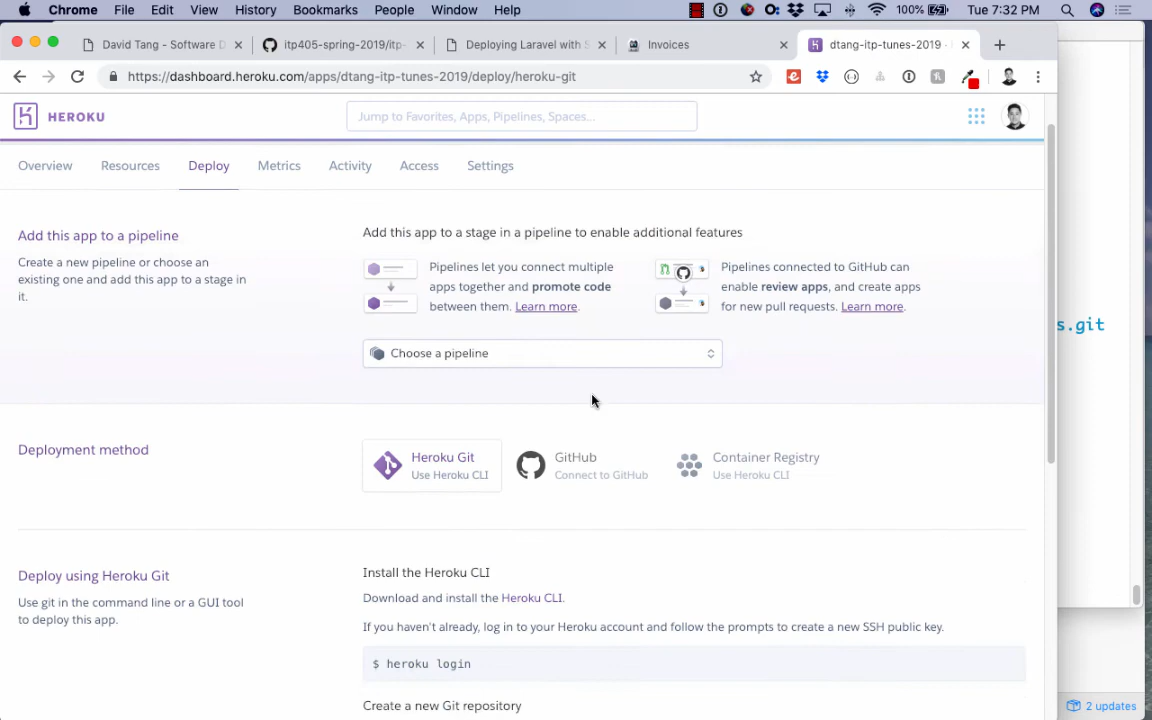 Chrome File Edit View History Bookmarks People Window Help 100% Tue 7:32 PM
David Tang - Software D
itp405-spring-2019/itp-
Deploying Laravel with S
Invoices
dtang-itp-tunes-2019 ·
https://dashboard.heroku.com/apps/dtang-itp-tunes-2019/deploy/heroku-git
HEROKU
Jump to Favorites, Apps, Pipelines, Spaces...
Overview Resources Deploy Metrics Activity Access Settings
Add this app to a pipeline
Create a new pipeline or choose an
existing one and add this app to a stage in
it.
Add this app to a stage in a pipeline to enable additional features
Pipelines let you connect multiple
apps together and promote code
between them. Learn more.
Pipelines connected to GitHub can
enable review apps, and create apps
for new pull requests. Learn more.
Choose a pipeline
s.git
Deployment method
Heroku Git
Use Heroku CLI
GitHub
Connect to GitHub
Container Registry
Use Heroku CLI
Deploy using Heroku Git
Use git in the command line or a GUI tool
to deploy this app.
Install the Heroku CLI
Download and install the Heroku CLI.
If you haven't already, log in to your Heroku account and follow the prompts to create a new SSH public key.
$ heroku login
Create a new Git repository
2 updates